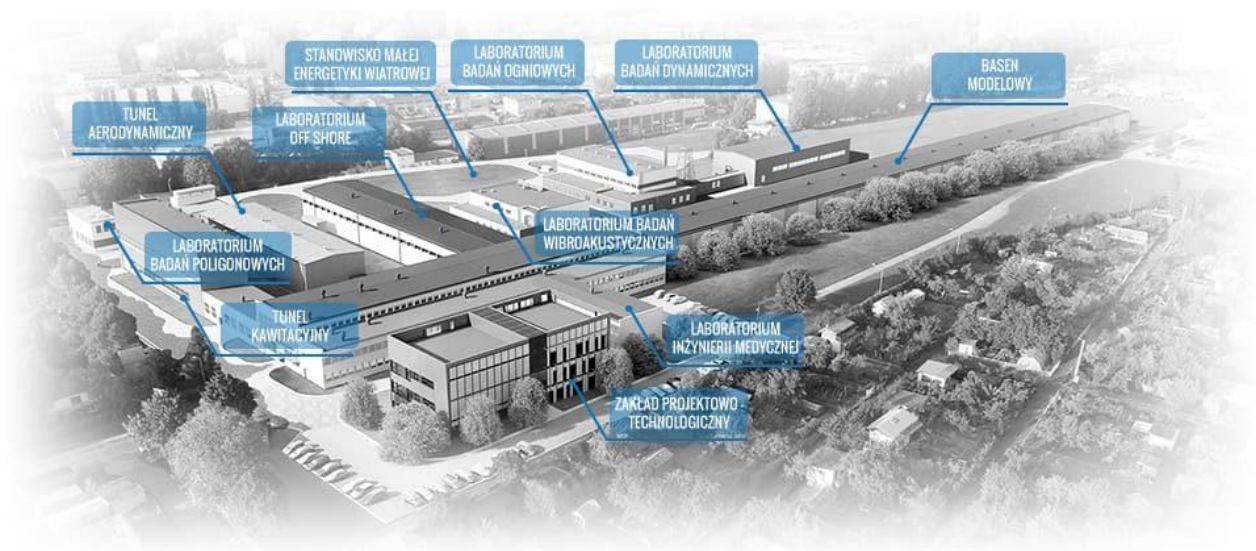 STANOWISKO MAŁEJ
ENERGETYKI WIATROWEJ
LABORATORIUM
BADAŃ OGNIOWYCH
LABORATORIUM
BADAŃ DYNAMICZNYCH
BASEN
MODELOWY
TUNEL
AERODYNAMICZNY
LABORATORIUM
OFF SHORE
LABORATORIUM BADAŃ
WIBROAKUSTYCZNYCH
LABORATORIUM
BADAŃ POLIGONOWYCH
TUNEL
KAWITACYJNY
LABORATORIUM
INŻYNIERII MEDYCZNEJ
ZAKŁAD PROJEKTOWO -
TECHNOLOGICZNY